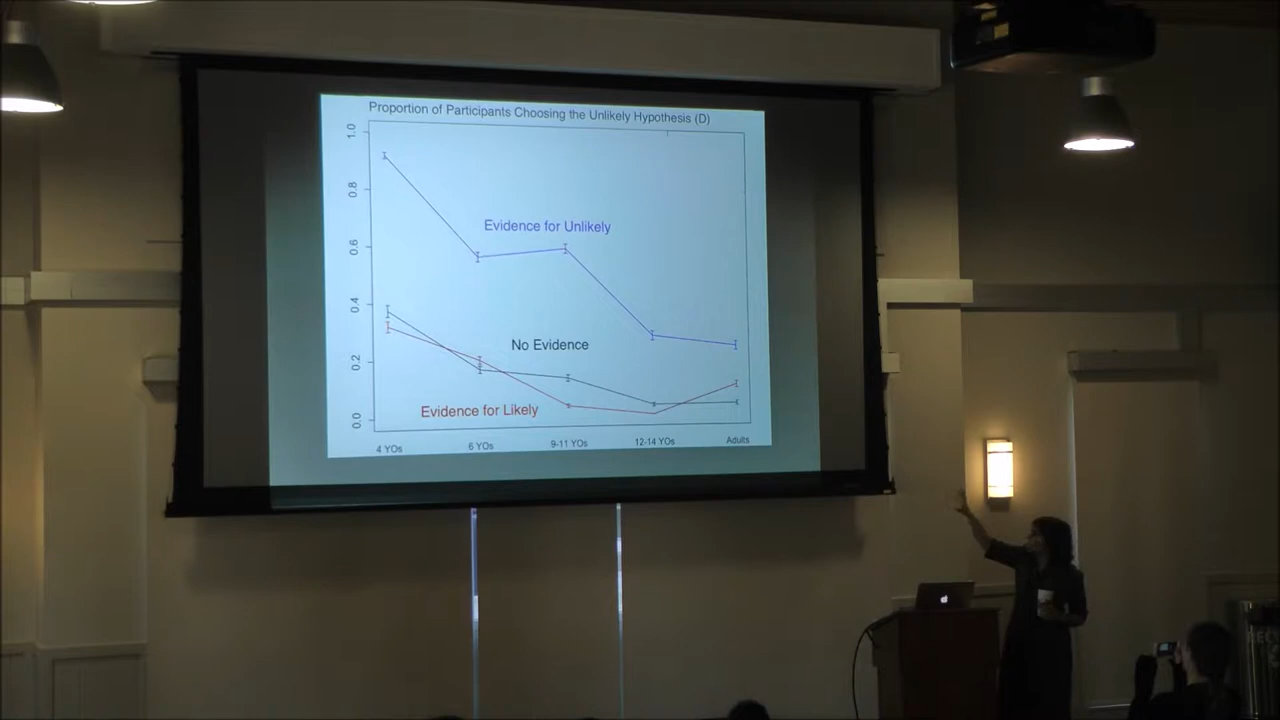 Proportion of Participants Choosing the Unlikely Hypothesis (D)
1.0
0.8
0.6
0.4
0.2
0.0
Evidence for Unlikely
No Evidence
Evidence for Likely
4 YOs
6 YOs
9-11 YOs
12-14 YOs
Adults